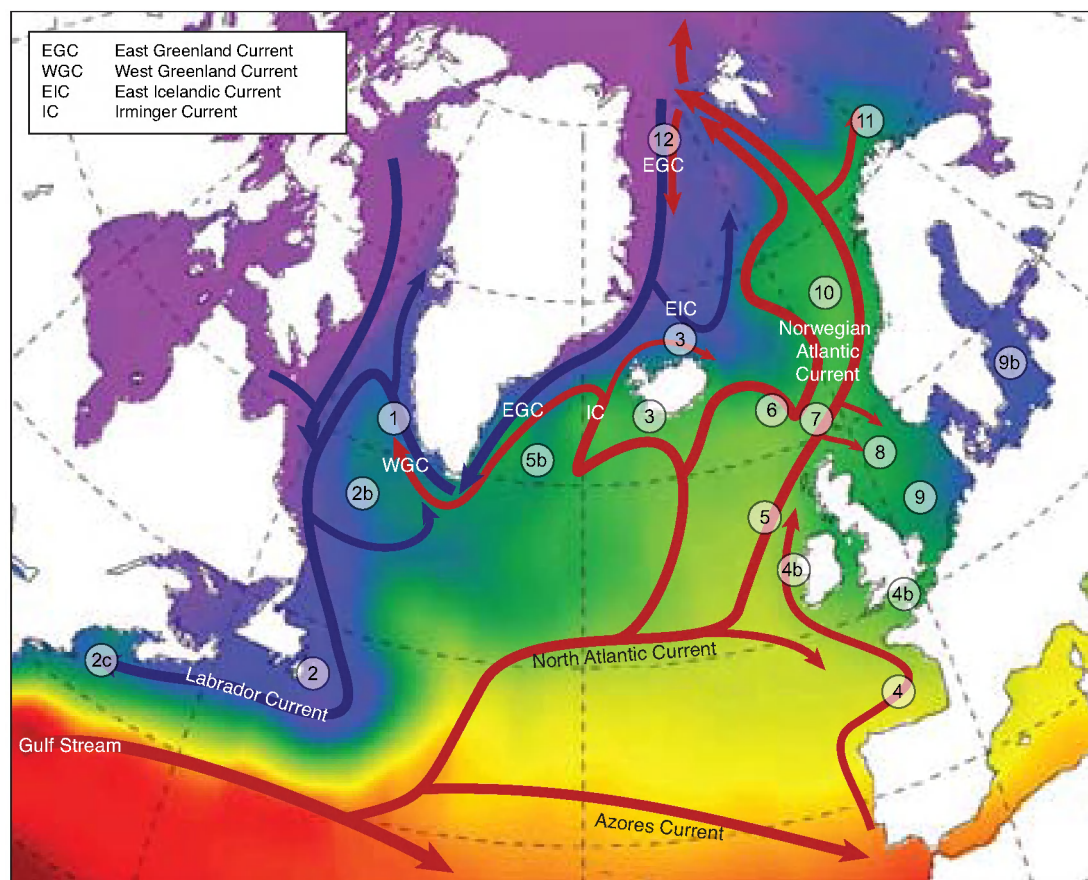 EGC East Greenland Current
WGC West Greenland Current
EIC East Icelandic Current
IC Irminger Current
11
12
EGC
10
EIC
3
Norwegian
Atlantic
Current
9b
1
EGC
IC
3
6
7
8
WGC
5b
2b
9
5
4b
4b
2c
2
Labrador Current
North Atlantic Current
4
Gulf Stream
Azores Current